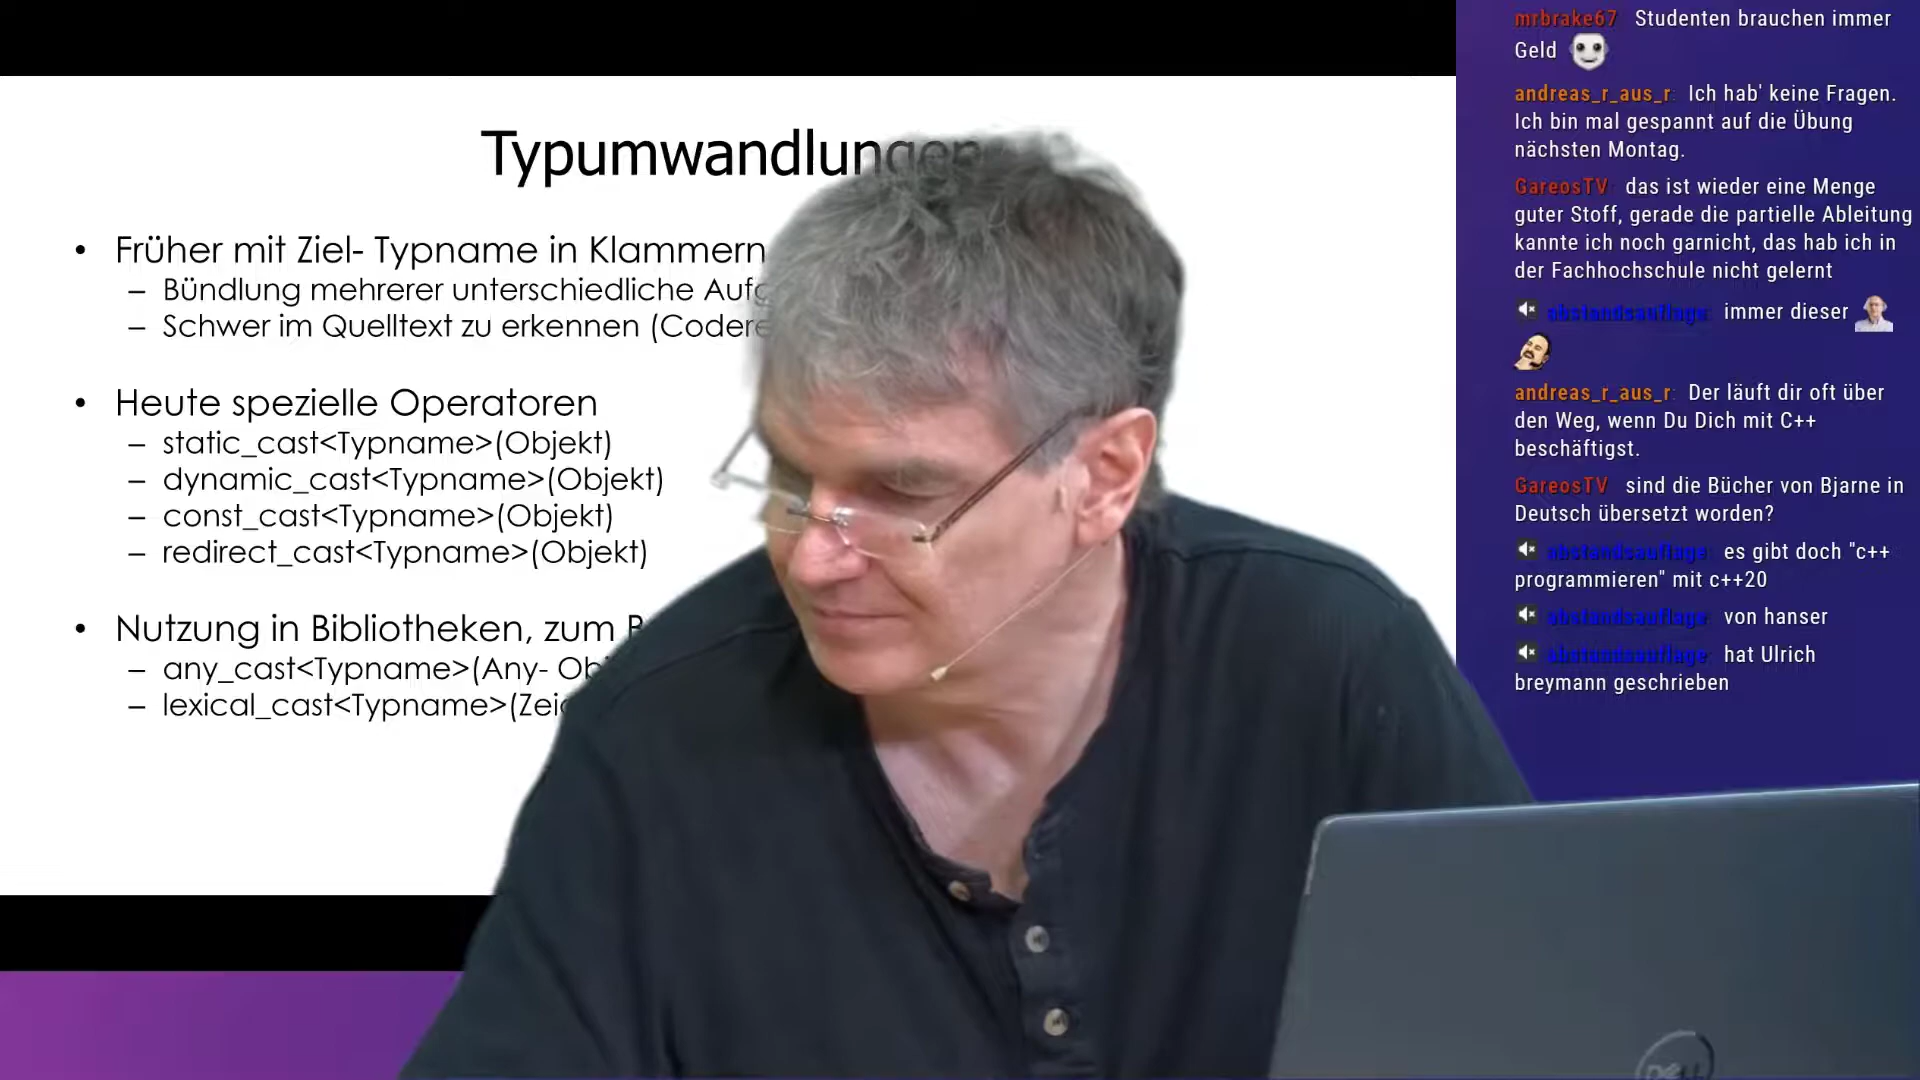 Typumwandlungen
• Früher mit Ziel- Typname in Klammern
– Bündlung mehrerer unterschiedliche
– Schwer im Quelltext zu erkennen
• Heute spezielle Operatoren
– static_cast<Typname>(Objekt)
– dynamic_cast<Typname>(Objekt)
– const_cast<Typname>(Objekt)
– redirect_cast<Typname>(Objekt)
• Nutzung in Bibliotheken, zum
– any_cast<Typname>(Any-
– lexical_cast<Typname>
mrbrake67 Studenten brauchen immer
Geld
andreas_r_aus_r: Ich hab' keine Fragen.
Ich bin mal gespannt auf die Übung
nächsten Montag.
GareosTV: das ist wieder eine Menge
guter Stoff, gerade die partielle Ableitung
kannte ich noch garnicht, das hab ich in
der Fachhochschule nicht gelernt
abstandsauflage: immer dieser
andreas_r_aus_r: Der läuft dir oft über
den Weg, wenn Du Dich mit C++
beschäftigst.
GareosTV: sind die Bücher von Bjarne in
Deutsch übersetzt worden?
abstandsauflage: es gibt doch "c++
programmieren" mit c++20
abstandsauflage: von hanser
abstandsauflage: hat Ulrich
breymann geschrieben
DELL